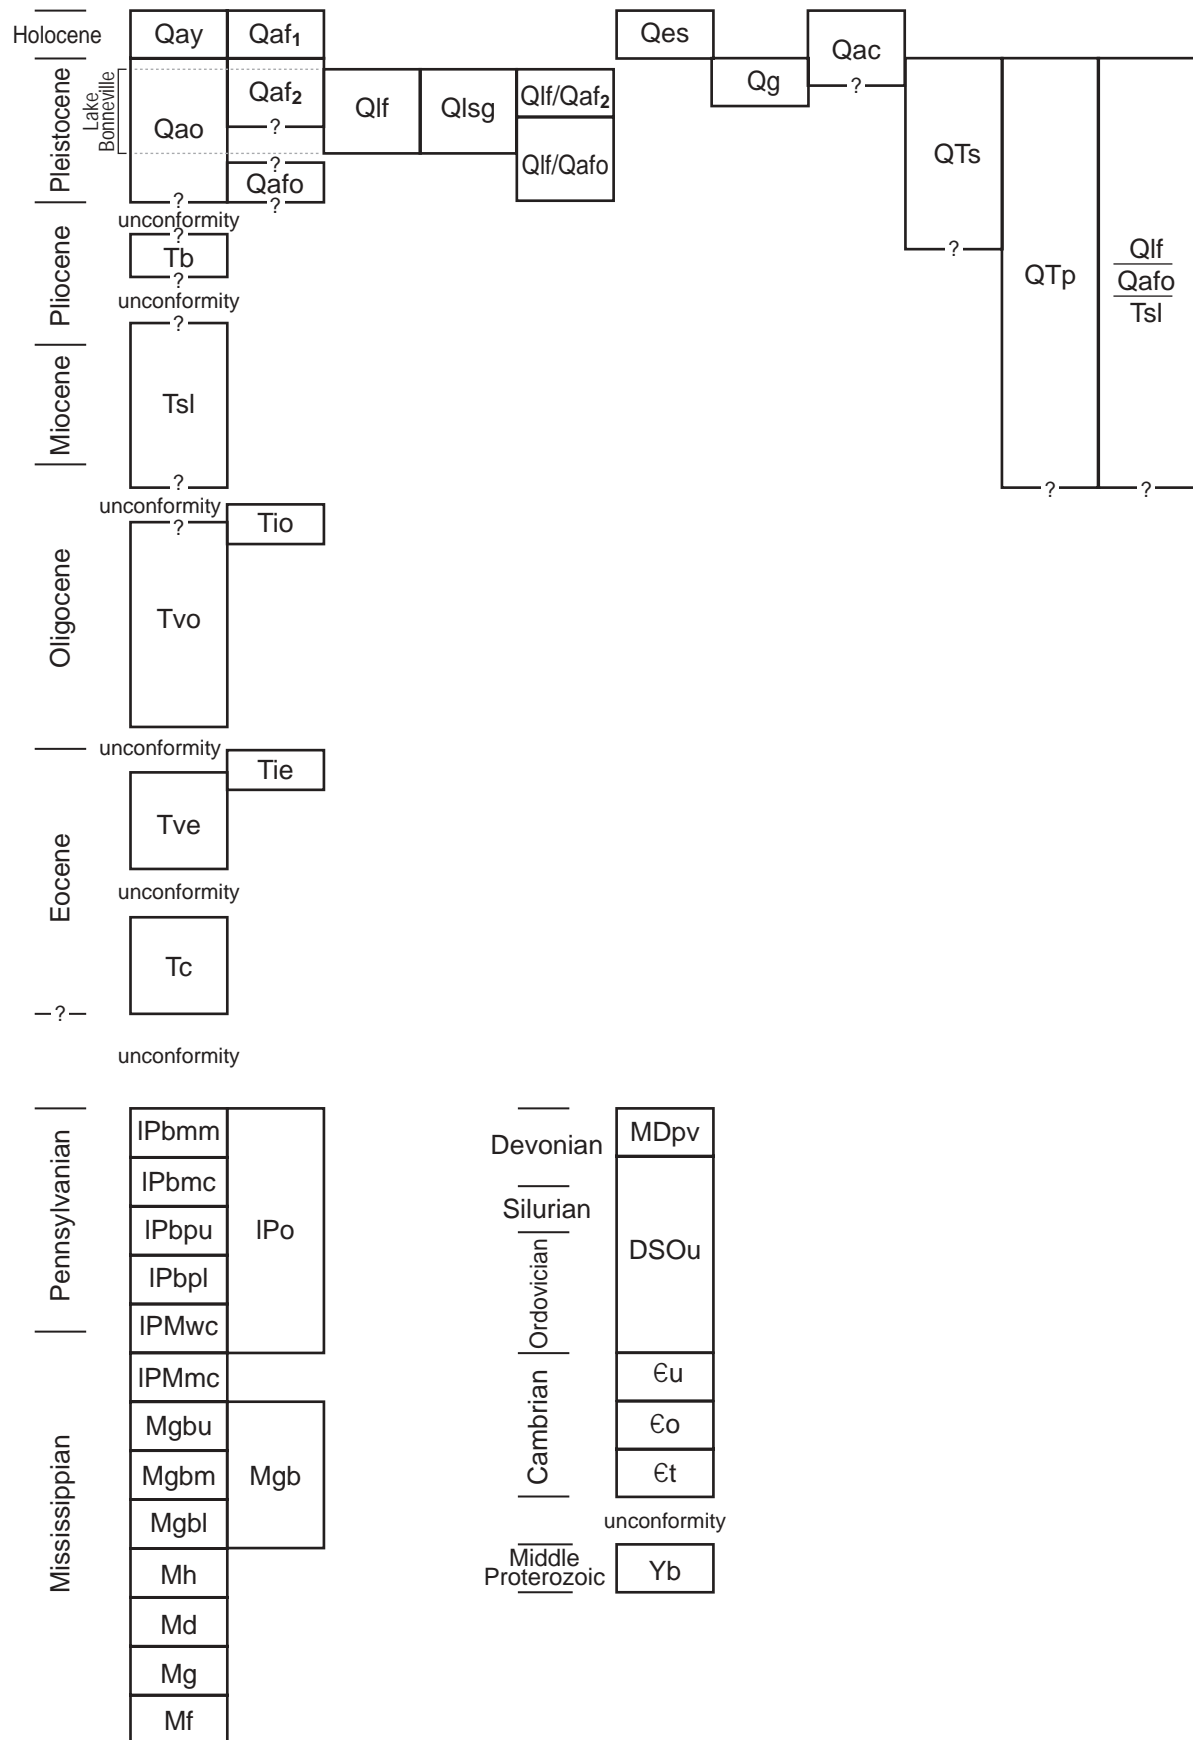 Holocene
Qay
Qaf1
Qes
Qac
Pleistocene
Lake
Bonneville
Qao
Qaf2
?
Qlf
Qlsg
Qlf/Qaf2
Qg
?
QTs
?
Qafo
Qlf/Qafo
? ?
unconformity
Pliocene
?
Tb
?
?
QTp
Qlf
Qafo
Tsl
unconformity
?
Miocene
Tsl
?
? ?
unconformity
?
Tio
Oligocene
Tvo
unconformity
Tie
Eocene
Tve
unconformity
Tc
?
unconformity
Pennsylvanian
IPbmm
IPbmc
IPbpu
IPo
IPbpl
IPMwc
Mississippian
IPMmc
Mgbu
Mgbm
Mgb
Mgbl
Mh
Md
Mg
Mf
Devonian
MDpv
Silurian
DSOu
Ordovician
Cambrian
Єu
Єo
Єt
unconformity
Middle
Proterozoic
Yb